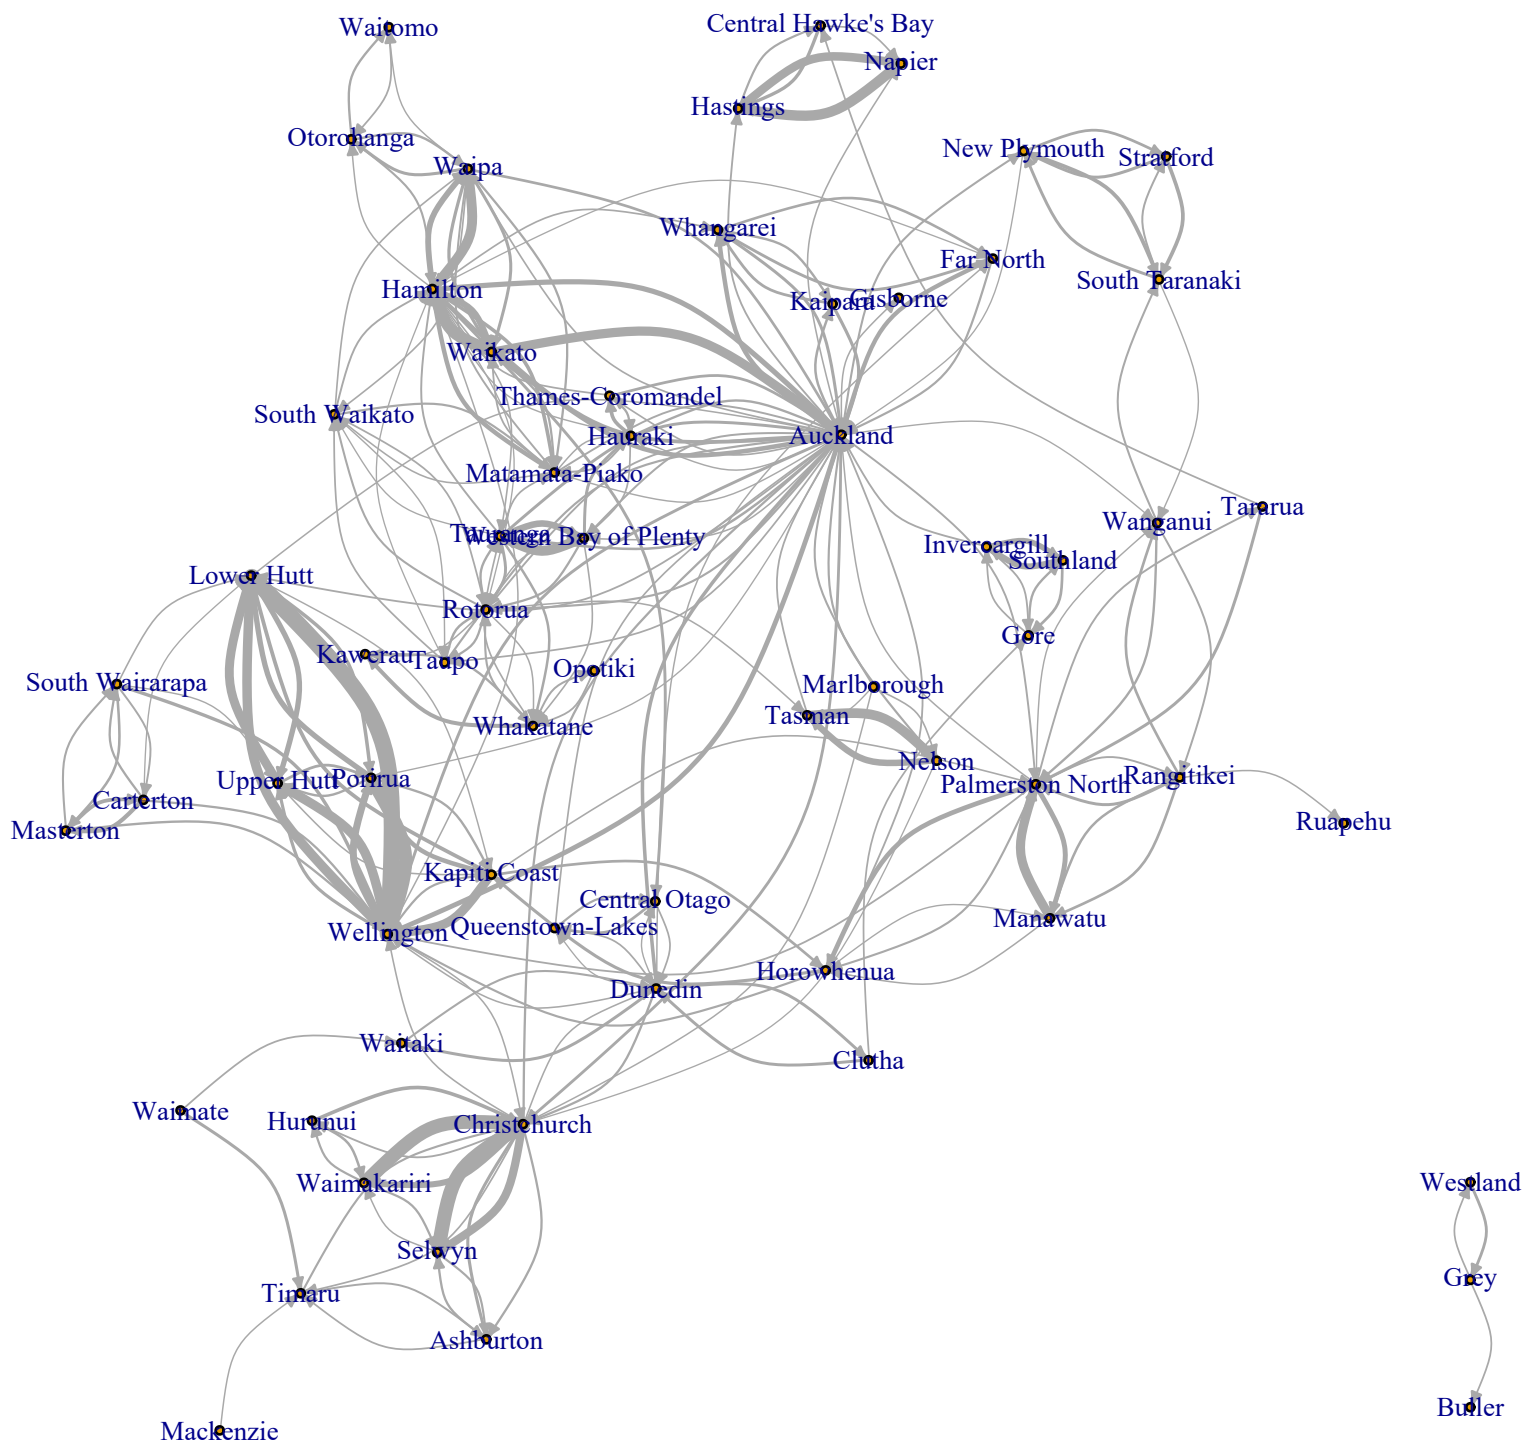 Waitomo
Central Hawke's Bay
Napier
Hastings
Otorohanga
Waipa
New Plymouth
Stratford
Whangarei
Far North
South Taranaki
Hamilton
Kaipara
Gisborne
Waikato
Thames-Coromandel
South Waikato
Hauraki
Auckland
Matamata-Piako
Tararua
Wanganui
Tauranga
Western Bay of Plenty
Invercargill
Southland
Lower Hutt
Rotorua
Gore
Kawerau
Taupo
Opotiki
South Wairarapa
Marlborough
Tasman
Whakatane
Nelson
Upper Hutt
Porirua
Palmerston North
Rangitikei
Carterton
Masterton
Ruapehu
Kapiti Coast
Central Otago
Manawatu
Wellington
Queenstown-Lakes
Horowhenua
Dunedin
Waitaki
Clutha
Waimate
Hurunui
Christchurch
Waimakariri
Westland
Selwyn
Grey
Timaru
Ashburton
Buller
Mackenzie